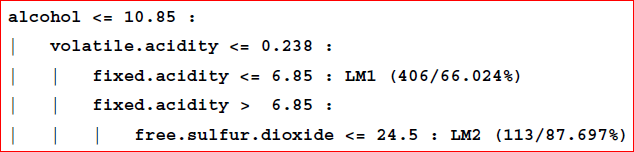 alcohol <= 10.85 :
|   volatile.acidity <= 0.238 :
|   |   fixed.acidity <= 6.85 : LM1 (406/66.024%)
|   |   fixed.acidity >  6.85 :
|   |   |   free.sulfur.dioxide <= 24.5 : LM2 (113/87.697%)